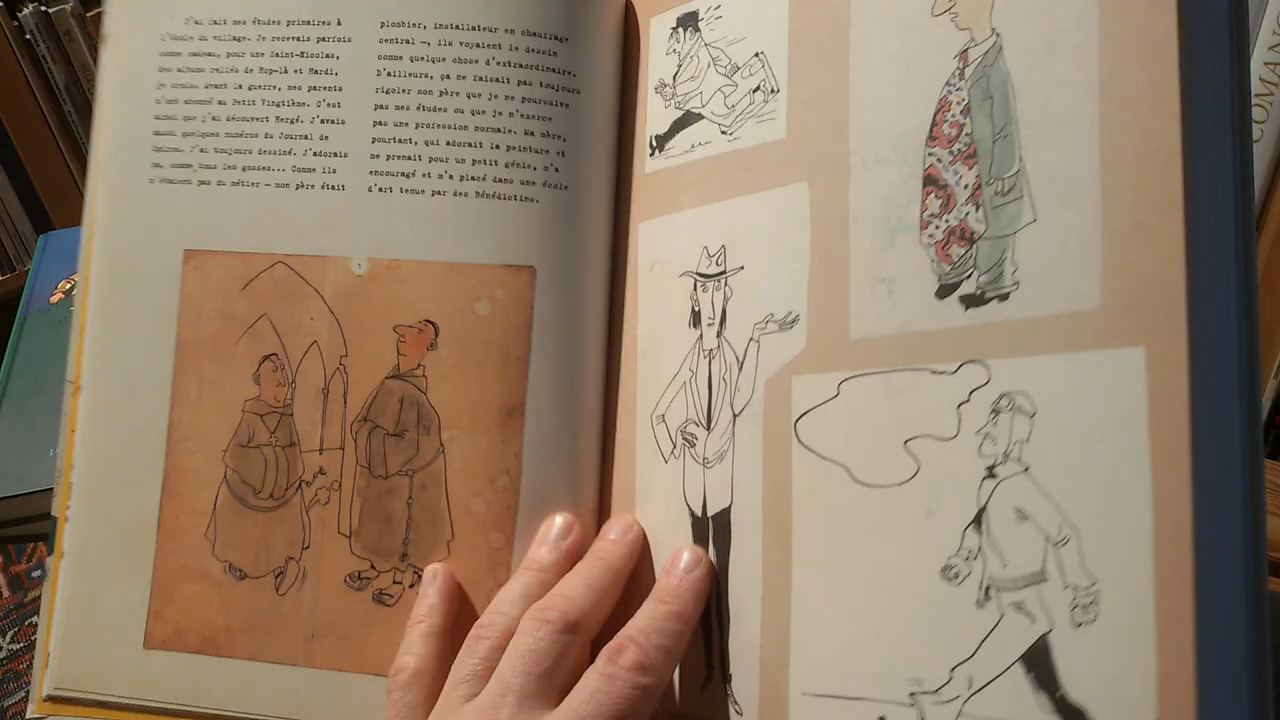 J'ai fait mes études primaires à
l'école du village. Je recevais parfois
comme cadeau, pour une Saint-Nicolas,
des albums reliés de Hop-là et Hardi,
je crois. Avant la guerre, mes parents
m'ont abonné au Petit Vingtième. C'est
ainsi que j'ai découvert Hergé. J'avais
aussi quelques numéros du Journal de
J'ai toujours dessiné. J'adorais
ça, comme tous les gosses... Comme ils
n'étaient pas du métier — mon père était
plombier, installateur en chauffage
central —, ils voyaient le dessin
comme quelque chose d'extraordinaire.
D'ailleurs, ça ne faisait pas toujours
rigoler mon père que je ne poursuive
pas mes études ou que je n'exerce
pas une profession normale. Ma mère,
pourtant, qui adorait la peinture et
me prenait pour un petit génie, m'a
encouragé et m'a placé dans une école
d'art tenue par des Bénédictins.
COMAN